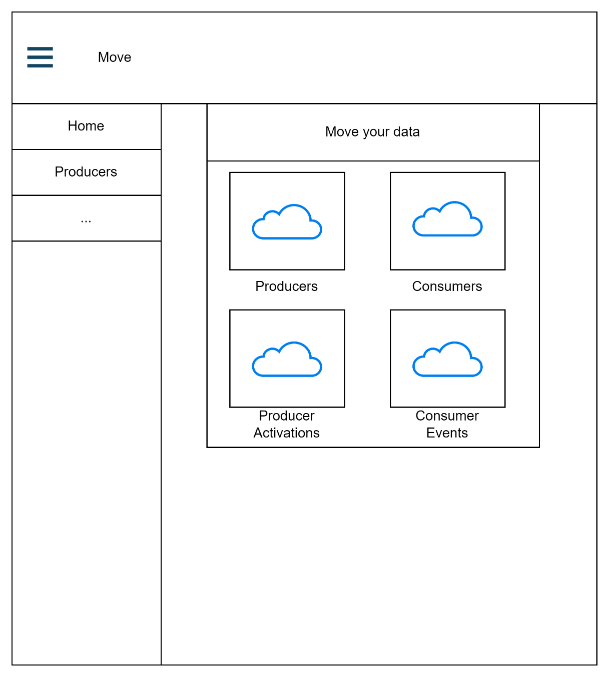 Move
Home
Producers
...
Move your data
Producers
Consumers
Producer
Activations
Consumer
Events